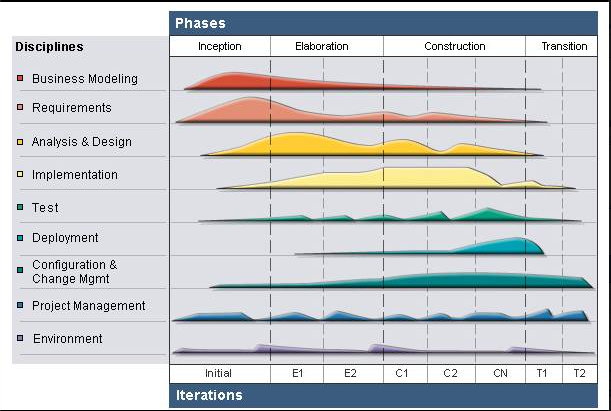 Phases
Disciplines
Inception Elaboration Construction Transition
Business Modeling
Requirements
Analysis & Design
Implementation
Test
Deployment
Configuration &
Change Mgmt
Project Management
Environment
Initial E1 E2 C1 C2 CN T1 T2
Iterations